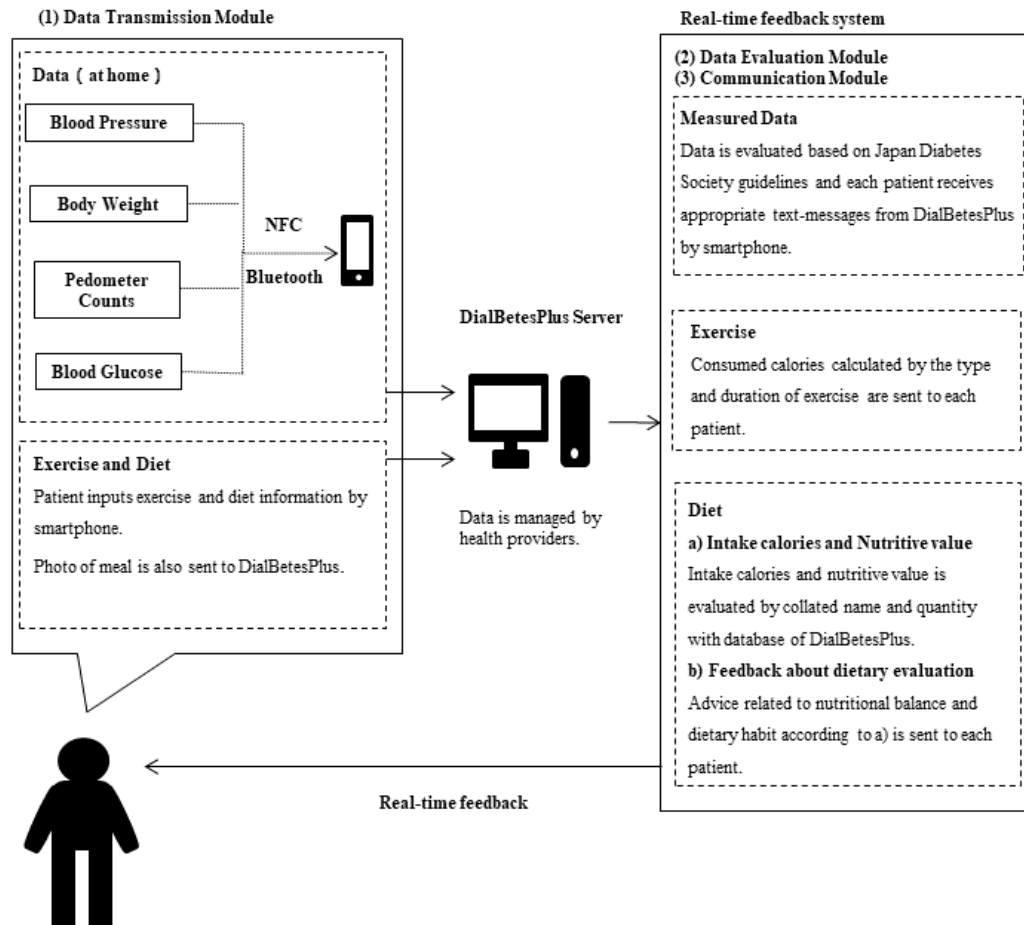 (1) Data Transmission Module
Data ( at home )
Blood Pressure
Body Weight
Pedometer
Counts
Blood Glucose
NFC
Bluetooth
Exercise and Diet
Patient inputs exercise and diet information by
smartphone.
Photo of meal is also sent to DialBetesPlus.
DialBetesPlus Server
Data is managed by
health providers.
Real-time feedback system
(2) Data Evaluation Module
(3) Communication Module
Measured Data
Data is evaluated based on Japan Diabetes
Society guidelines and each patient receives
appropriate text-messages from DialBetesPlus
by smartphone.
Exercise
Consumed calories calculated by the type
and duration of exercise are sent to each
patient.
Diet
a) Intake calories and Nutritive value
Intake calories and nutritive value is
evaluated by collated name and quantity
with database of DialBetesPlus.
b) Feedback about dietary evaluation
Advice related to nutritional balance and
dietary habit according to a) is sent to each
patient.
Real-time feedback